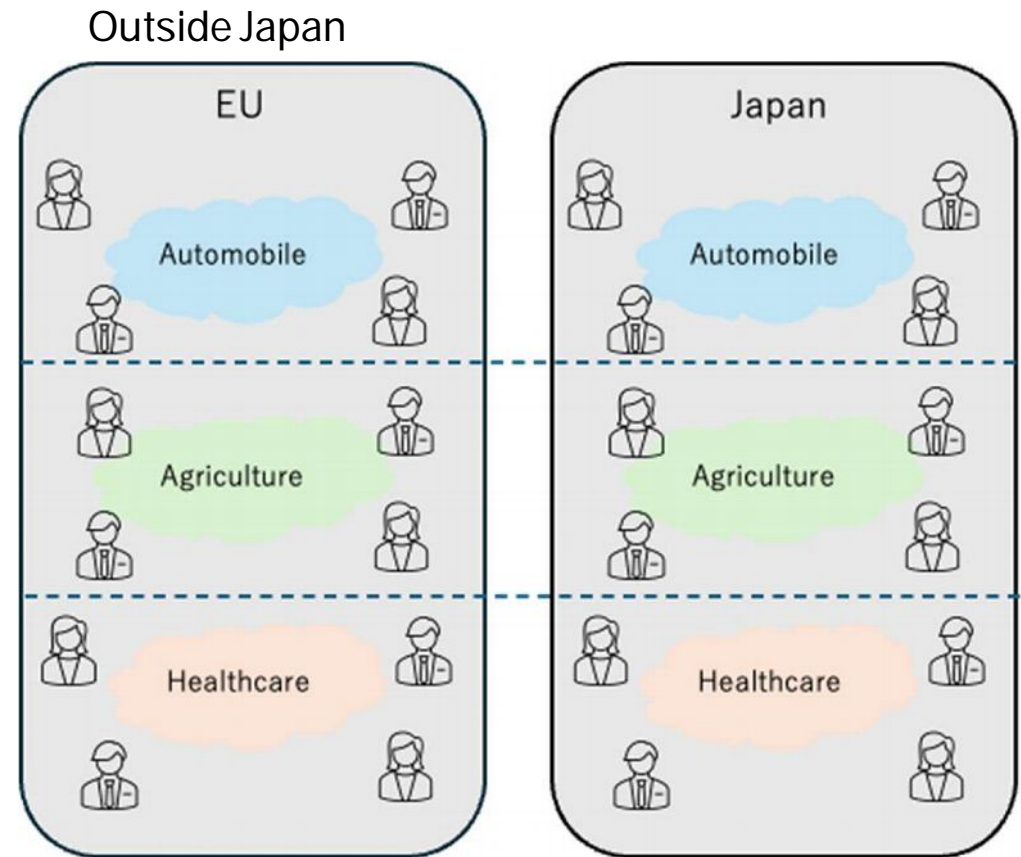 Outside Japan
EU
Japan
Automobile
Automobile
Agriculture
Agriculture
Healthcare
Healthcare